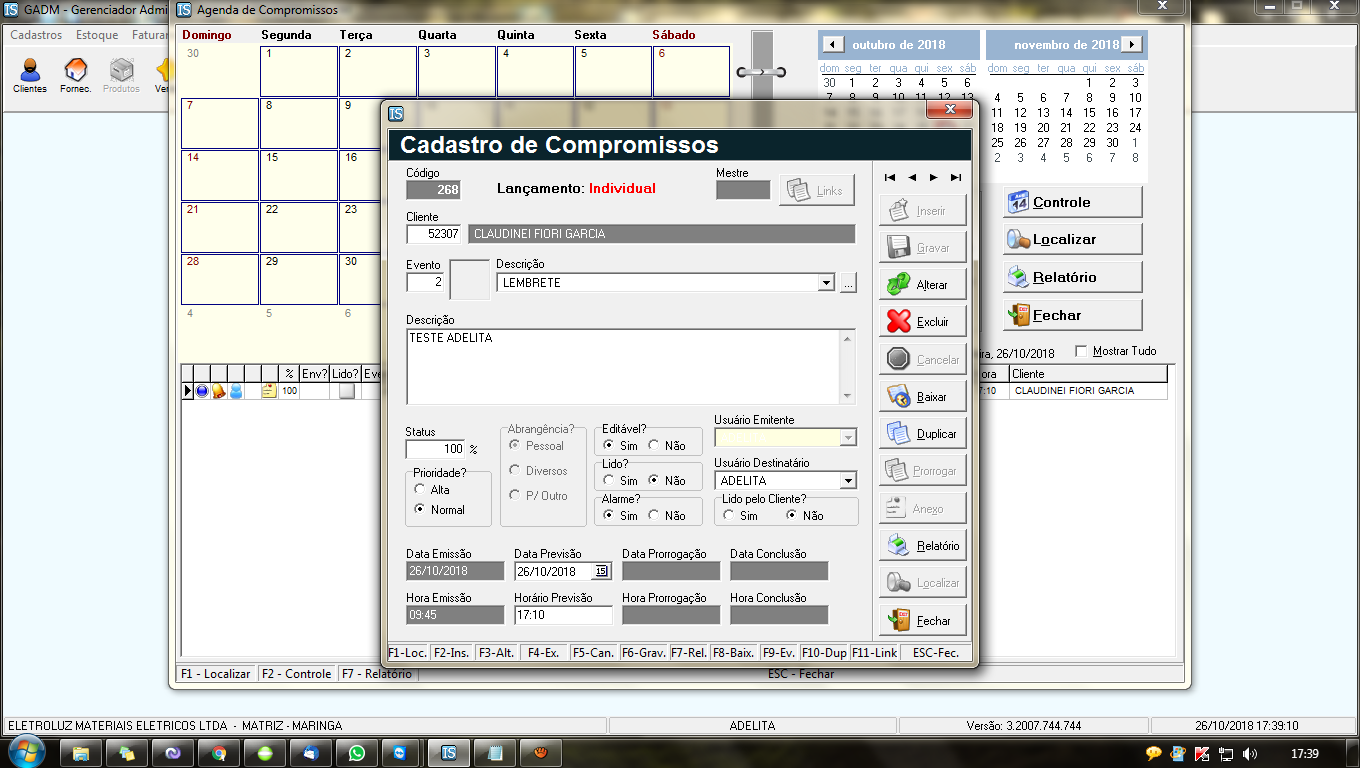 GADM - Gerenciador Admi
Agenda de Compromissos
Cadastros Estoque Faturar
Clientes Fornec. Produtos Ven
Domingo Segunda Terça Quarta Quinta Sexta Sábado
30 1 2 3 4 5 6
7 8 9
14 15 16
21 22 23
28 29 30
4 5 6
outubro de 2018
dom seg ter qua qui sex sáb
30 1 2 3 4 5 6
7 8 9 10 11 12 13
novembro de 2018
dom seg ter qua qui sex sáb
1 2 3
4 5 6 7 8 9 10
11 12 13 14 15 16 17
18 19 20 21 22 23 24
25 26 27 28 29 30 1
2 3 4 5 6 7 8
Controle
Localizar
Relatório
Fechar
ira, 26/10/2018 Mostrar Tudo
% Env? Lido? Eve
ora Cliente
100
7:10 CLAUDINEI FIORI GARCIA
Cadastro de Compromissos
Código
268
Lançamento: Individual
Mestre
Links
Cliente
52307 CLAUDINEI FIORI GARCIA
Evento
2
Descrição
LEMBRETE
...
Descrição
TESTE ADELITA
Status
100 %
Prioridade?
Alta
Normal
Abrangência?
Pessoal
Diversos
P/ Outro
Editável?
Sim Não
Lido?
Sim Não
Alarme?
Sim Não
Usuário Emitente
Usuário Destinatário
ADELITA
Lido pelo Cliente?
Sim Não
Data Emissão Data Previsão Data Prorrogação Data Conclusão
26/10/2018 26/10/2018 15
Hora Emissão Horário Previsão Hora Prorrogação Hora Conclusão
09:45 17:10
Inserir
Gravar
Alterar
Excluir
Cancelar
Baixar
Duplicar
Prorrogar
Anexo
Relatório
Localizar
Fechar
F1-Loc. F2-Ins. F3-Alt. F4-Ex. F5-Can. F6-Grav. F7-Rel. F8-Baix. F9-Ev. F10-Dup F11-Link ESC-Fec.
F1 - Localizar F2 - Controle F7 - Relatório ESC - Fechar
ELETROLUZ MATERIAIS ELETRICOS LTDA - MATRIZ - MARINGA ADELITA Versão: 3.2007.744.744 26/10/2018 17:39:10
17:39